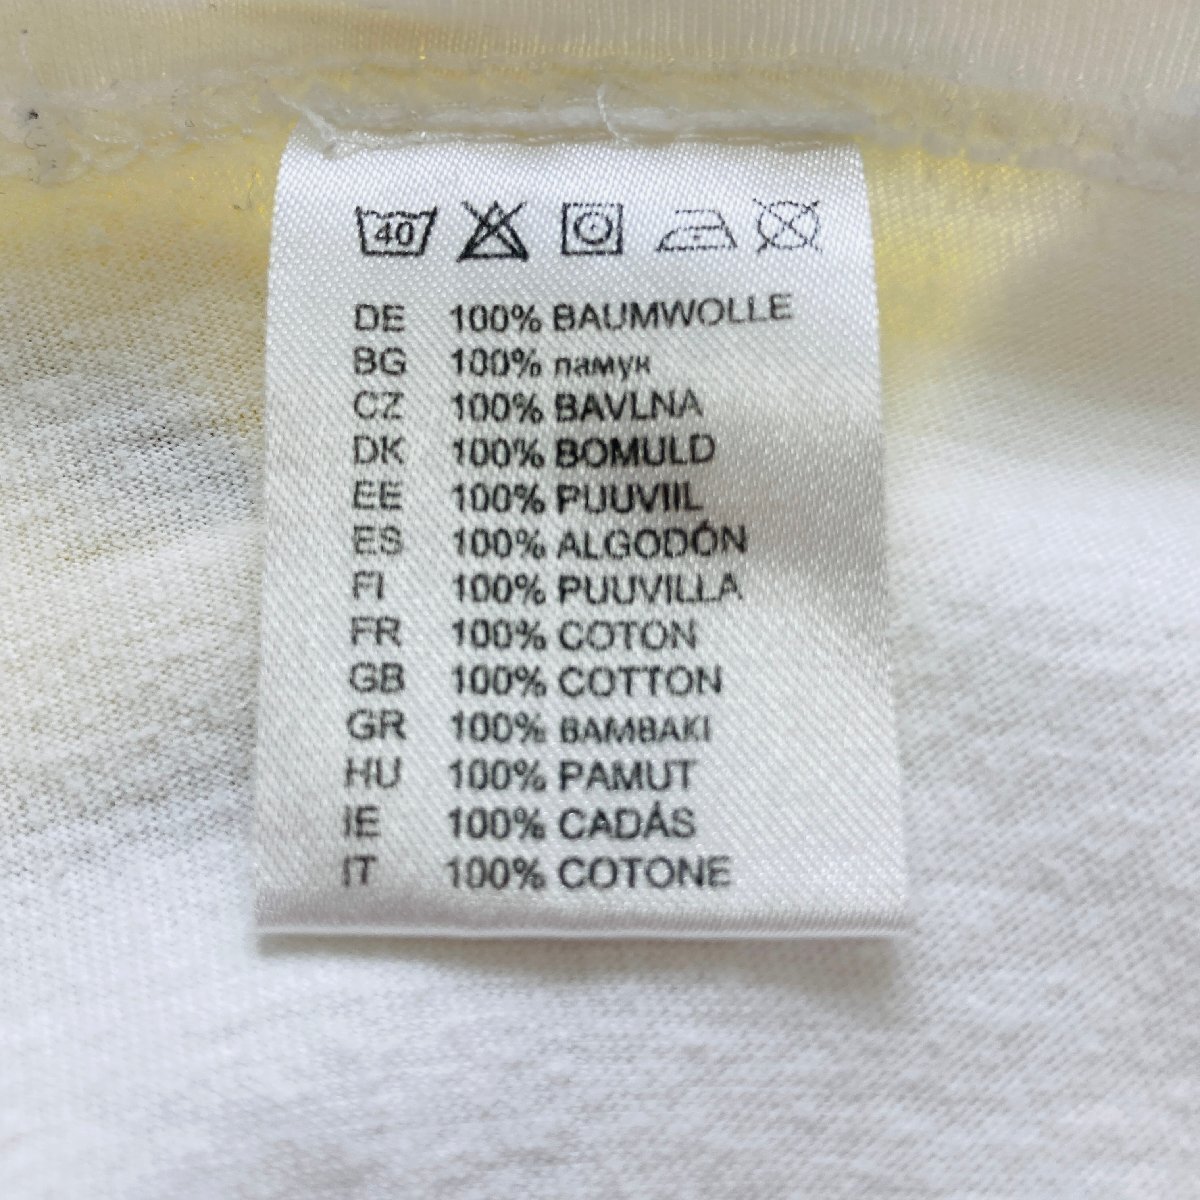 40
DE 100% BAUMWOLLE
BG 100% памук
CZ 100% BAVLNA
DK 100% BOMULD
EE 100% PUUVIIL
ES 100% ALGODÓN
FI 100% PUUVILLA
FR 100% COTON
GB 100% COTTON
GR 100% BAMBAKI
HU 100% PAMUT
IE 100% CADÁS
IT 100% COTONE